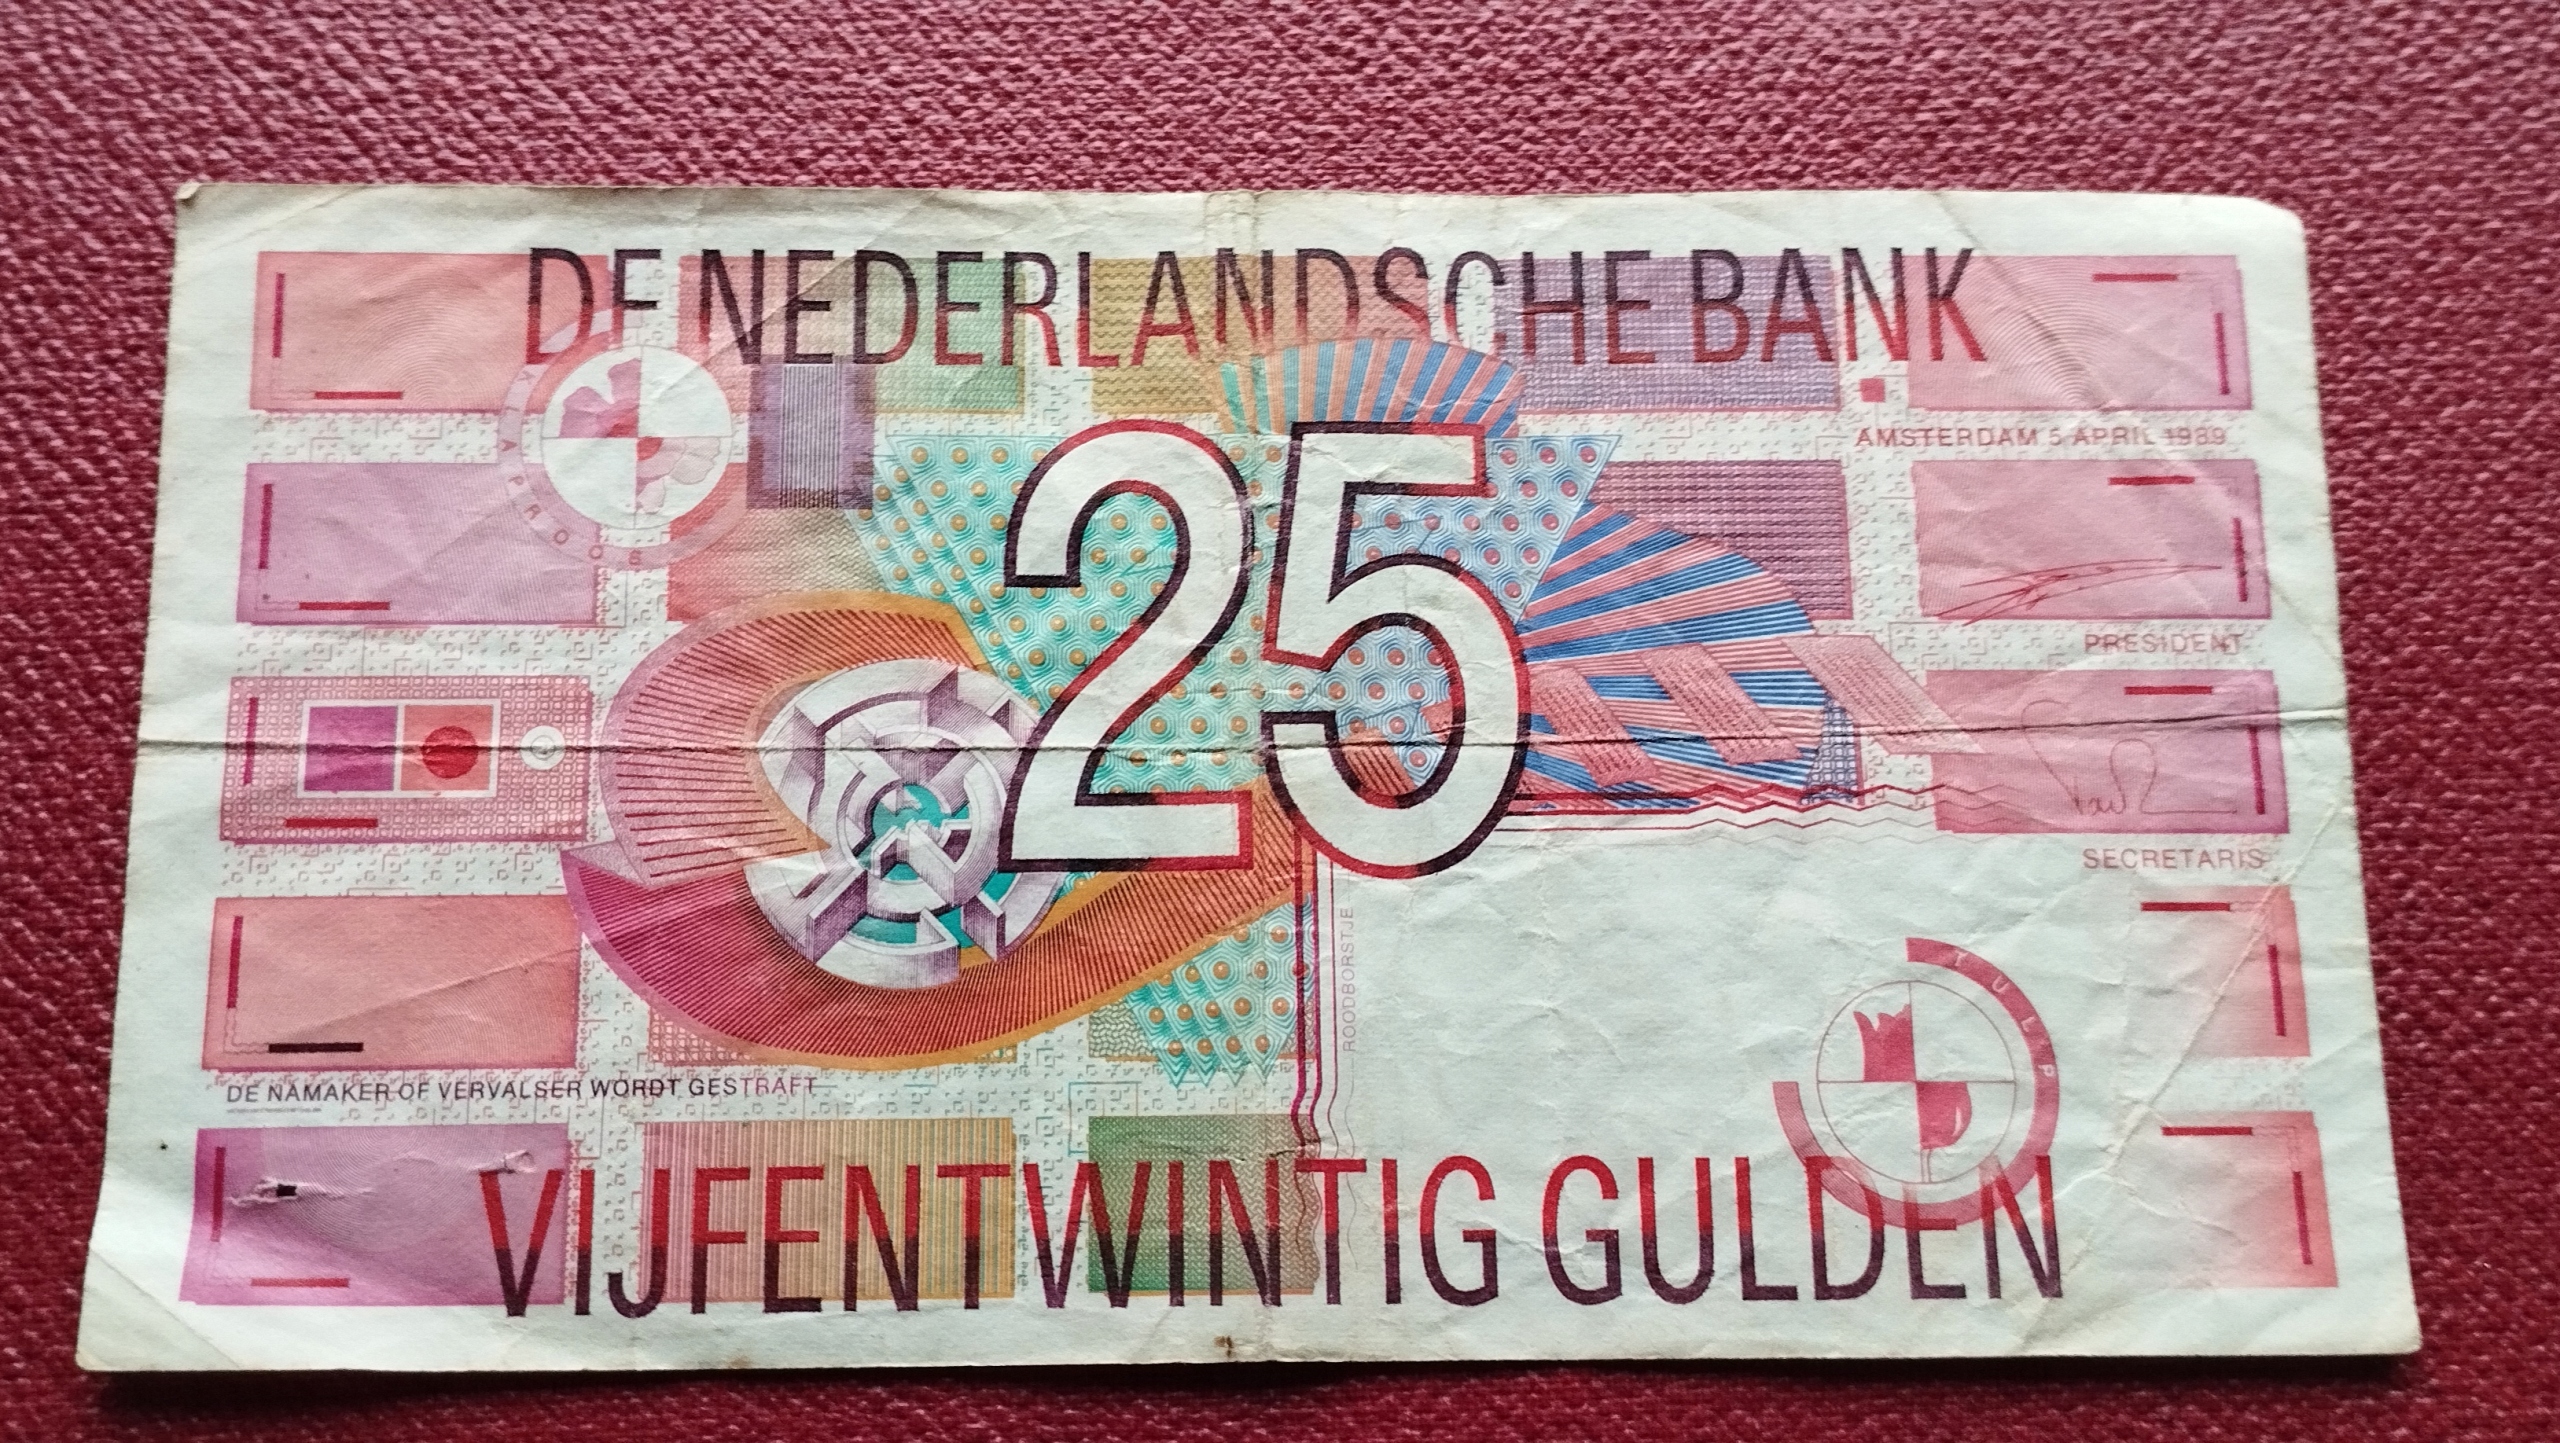 DE NEDERLANDSCHE BANK
KLAPROOS
AMSTERDAM 5 APRIL 1989
25
PRESIDENT
SECRETARIS
ROODBORSTJE
TULP
DE NAMAKER OF VERVALSER WORDT GESTRAFT
VIJFENTWINTIG GULDEN